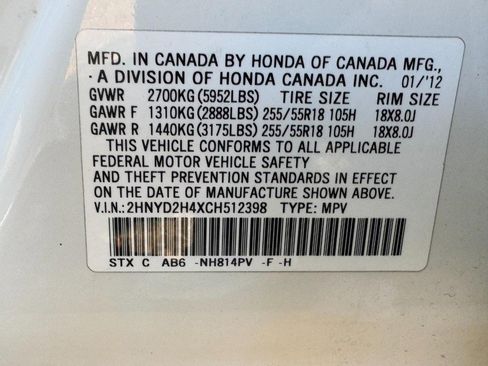 MFD. IN CANADA BY HONDA OF CANADA MFG.,
A DIVISION OF HONDA CANADA INC. 01/'12
GVWR 2700KG(5952LBS) TIRE SIZE RIM SIZE
GAWR F 1310KG(2888LBS) 255/55R18 105H 18X8.0J
GAWR R 1440KG(3175LBS) 255/55R18 105H 18X8.0J
THIS VEHICLE CONFORMS TO ALL APPLICABLE
FEDERAL MOTOR VEHICLE SAFETY
AND THEFT PREVENTION STANDARDS IN EFFECT
ON THE DATE OF MANUFACTURE SHOWN ABOVE.
V.I.N.: 2HNYD2H4XCH512398 TYPE: MPV
STX C AB6 -NH814PV -F -H